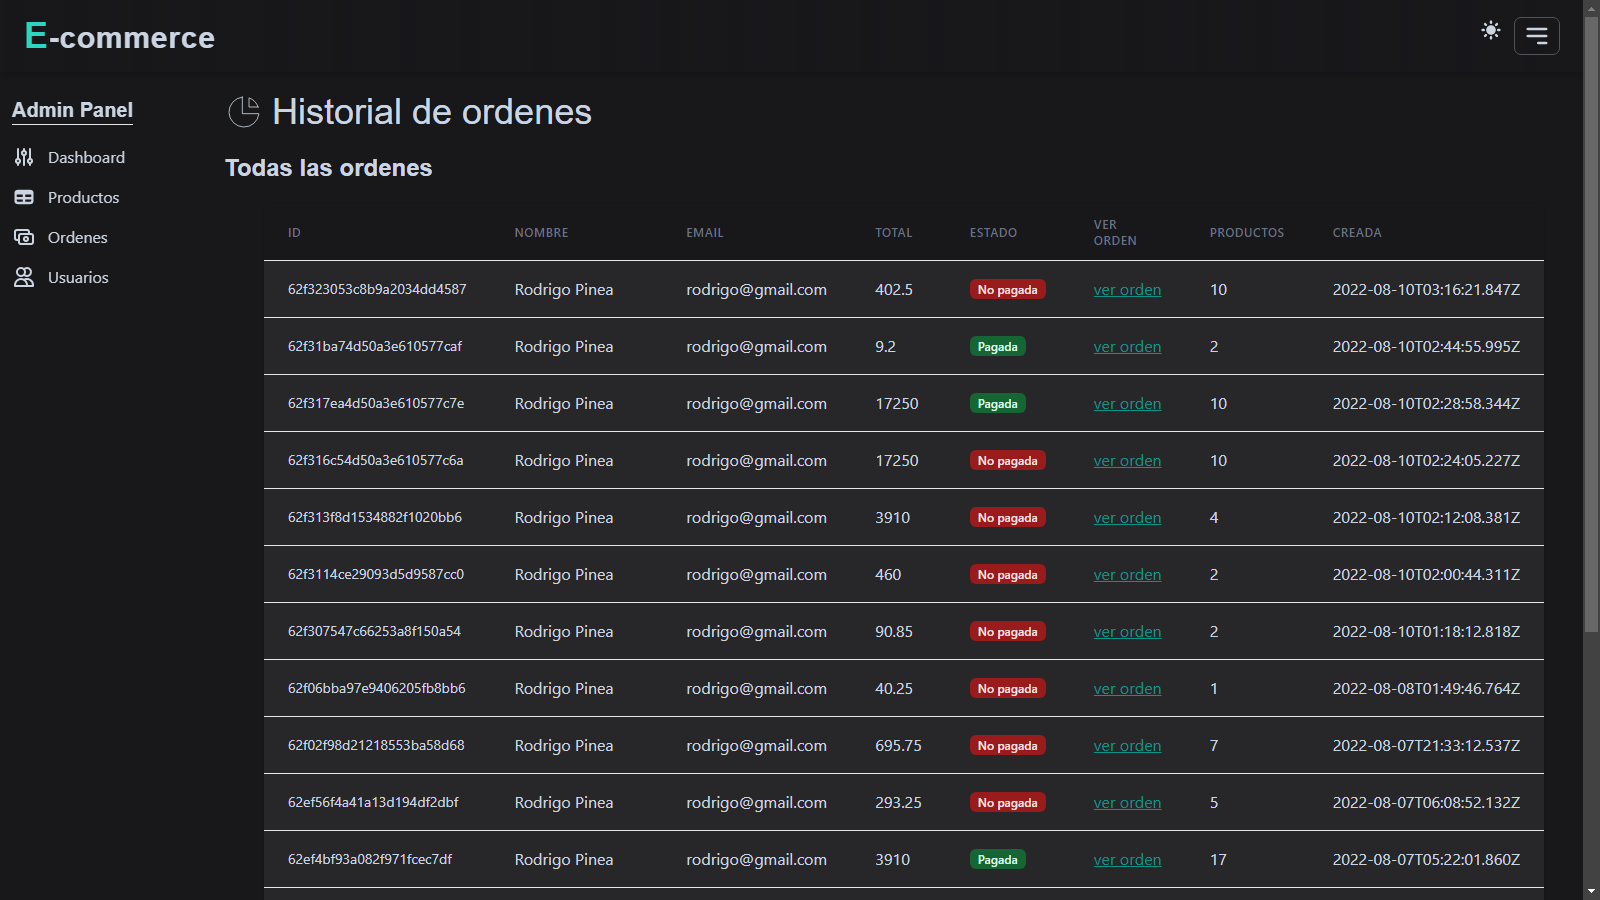 E-commerce
Admin Panel
Dashboard
Productos
Ordenes
Usuarios
Historial de ordenes
Todas las ordenes
ID NOMBRE EMAIL TOTAL ESTADO VER ORDEN PRODUCTOS CREADA
62f323053c8b9a2034dd4587 Rodrigo Pinea rodrigo@gmail.com 402.5 No pagada ver orden 10 2022-08-10T03:16:21.847Z
62f31ba74d50a3e610577caf Rodrigo Pinea rodrigo@gmail.com 9.2 Pagada ver orden 2 2022-08-10T02:44:55.995Z
62f317ea4d50a3e610577c7e Rodrigo Pinea rodrigo@gmail.com 17250 Pagada ver orden 10 2022-08-10T02:28:58.344Z
62f316c54d50a3e610577c6a Rodrigo Pinea rodrigo@gmail.com 17250 No pagada ver orden 10 2022-08-10T02:24:05.227Z
62f313f8d1534882f1020bb6 Rodrigo Pinea rodrigo@gmail.com 3910 No pagada ver orden 4 2022-08-10T02:12:08.381Z
62f3114ce29093d5d9587cc0 Rodrigo Pinea rodrigo@gmail.com 460 No pagada ver orden 2 2022-08-10T02:00:44.311Z
62f307547c66253a8f150a54 Rodrigo Pinea rodrigo@gmail.com 90.85 No pagada ver orden 2 2022-08-10T01:18:12.818Z
62f06bba97e9406205fb8bb6 Rodrigo Pinea rodrigo@gmail.com 40.25 No pagada ver orden 1 2022-08-08T01:49:46.764Z
62f02f98d21218553ba58d68 Rodrigo Pinea rodrigo@gmail.com 695.75 No pagada ver orden 7 2022-08-07T21:33:12.537Z
62ef56f4a41a13d194df2dbf Rodrigo Pinea rodrigo@gmail.com 293.25 No pagada ver orden 5 2022-08-07T06:08:52.132Z
62ef4bf93a082f971fcec7df Rodrigo Pinea rodrigo@gmail.com 3910 Pagada ver orden 17 2022-08-07T05:22:01.860Z